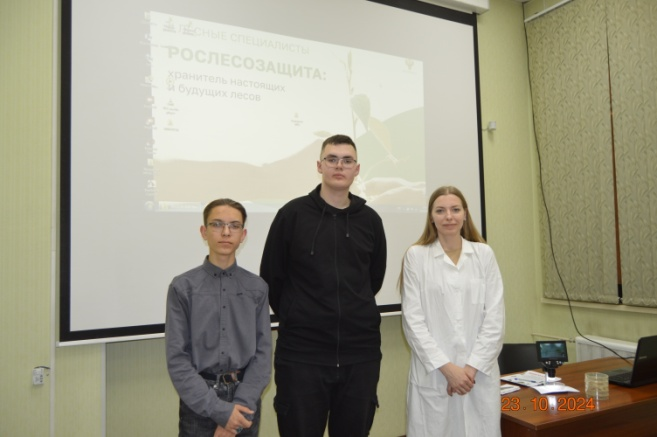 ЛЕСНЫЕ СПЕЦИАЛИСТЫ
РОСЛЕСОЗАЩИТА:
хранитель настоящих
и будущих лесов
23 10 2024